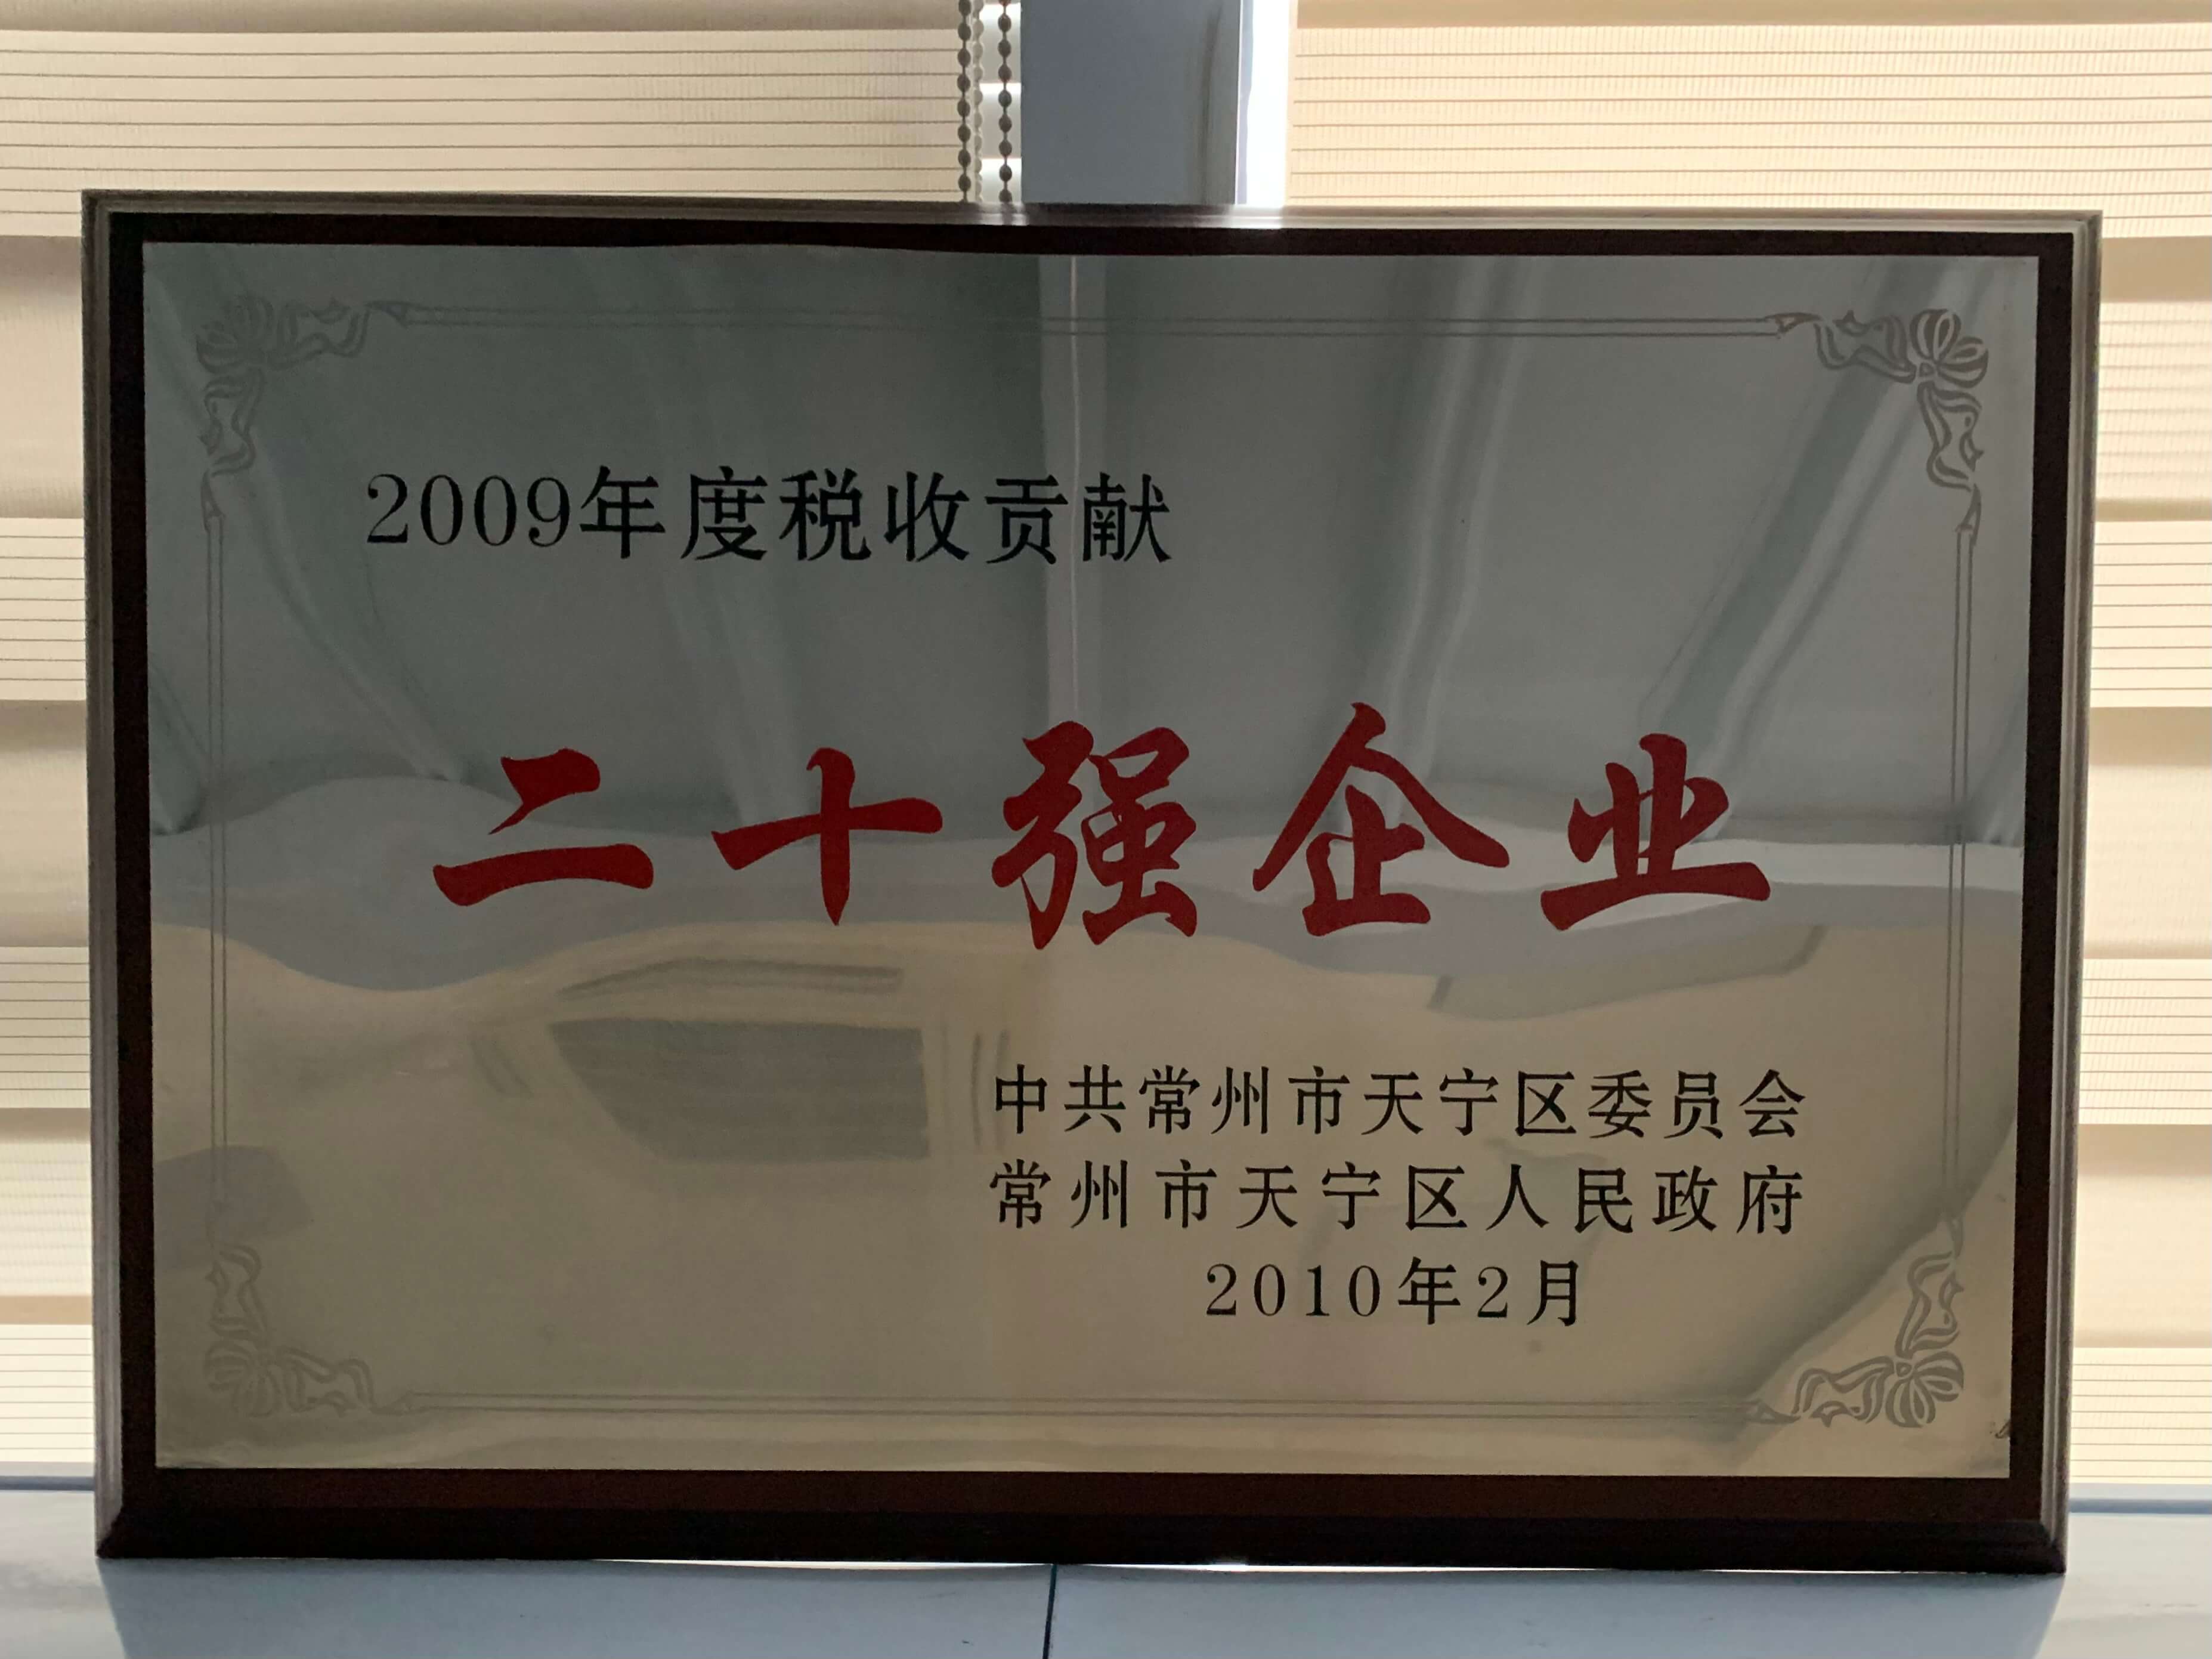 2009年度税收贡献
二十强企业
中共常州市天宁区委员会
常州市天宁区人民政府
2010年2月